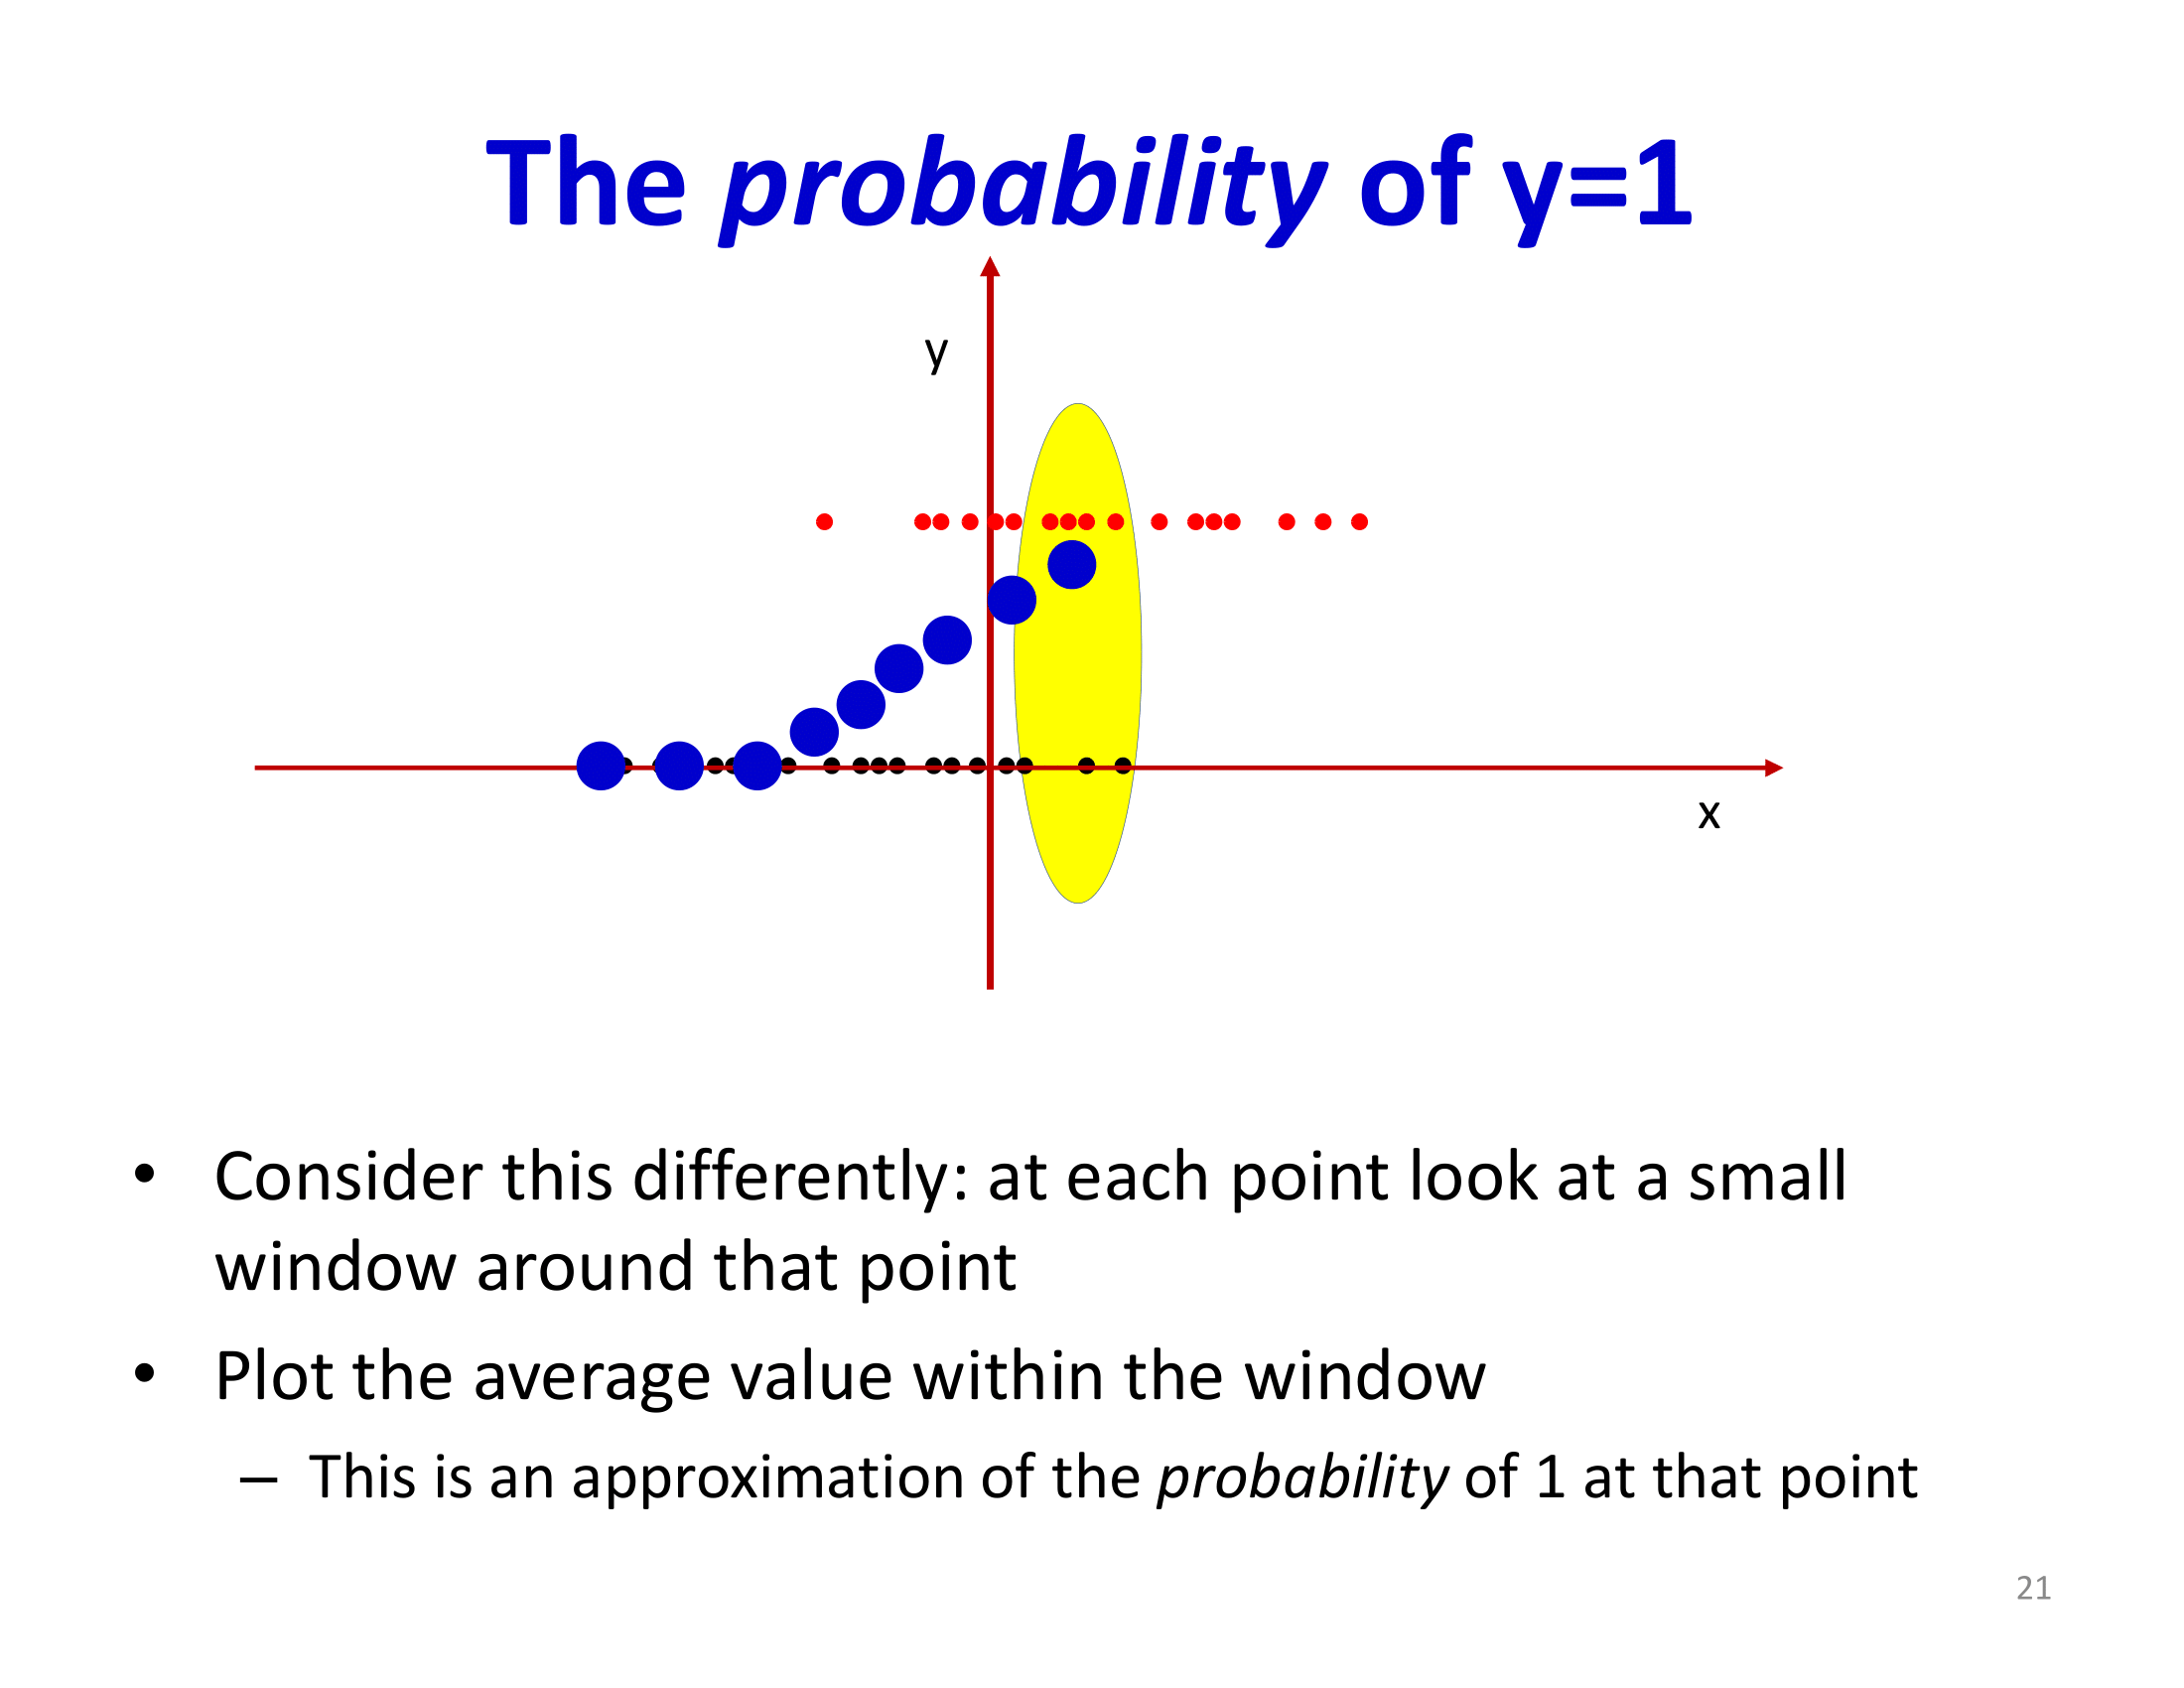 The probability of y=1
y
x
• Consider this differently: at each point look at a small
window around that point
• Plot the average value within the window
– This is an approximation of the probability of 1 at that point
21